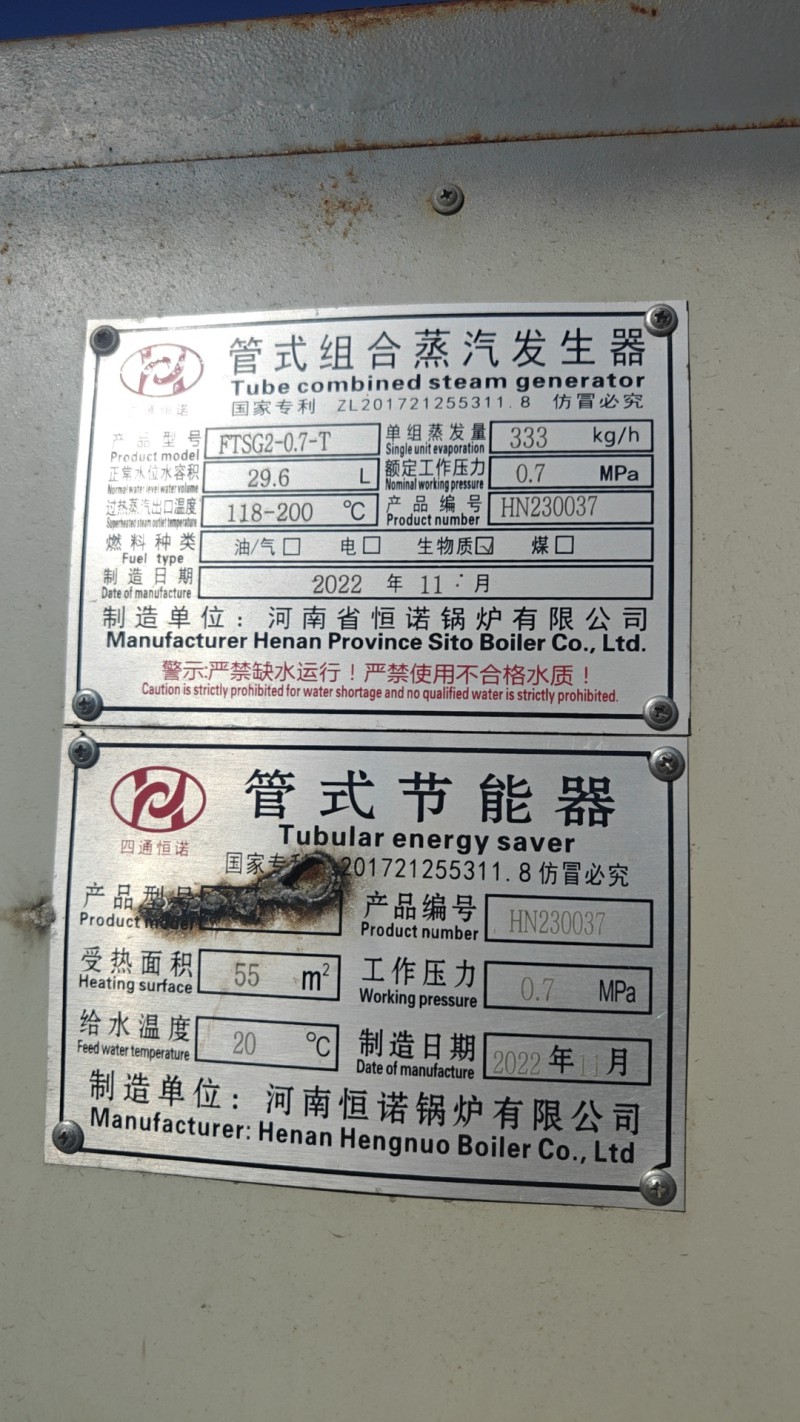 管式组合蒸汽发生器
Tube combined steam generator
国家专利 ZL201721255311.8 仿冒必究
恒诺
产品型号 FTSG2-0.7-T 单组蒸发量 333 kg/h
Product model Single unit evaporation
正常水位水容积 29.6 L 额定工作压力 0.7 MPa
Normal water level water volume Nominal working pressure
过热蒸汽出口温度 118-200 ℃ 产品编号 HN230037
Superheated steam outlet temperature Product number
燃料种类 油/气□ 电□ 生物质☑ 煤□
Fuel type
制造日期 2022 年 11 月
Date of manufacture
制造单位：河南省恒诺锅炉有限公司
Manufacturer Henan Province Sito Boiler Co., Ltd.
警示:严禁缺水运行！严禁使用不合格水质！
Caution is strictly prohibited for water shortage and no qualified water is strictly prohibited.
管式节能器
Tubular energy saver
四通恒诺
国家专利 201721255311.8 仿冒必究
产品型号 产品编号 HN230037
Product model Product number
受热面积 55 m² 工作压力 0.7 MPa
Heating surface Working pressure
给水温度 20 ℃ 制造日期 2022 年 11 月
Feed water temperature Date of manufacture
制造单位：河南恒诺锅炉有限公司
Manufacturer: Henan Hengnuo Boiler Co., Ltd